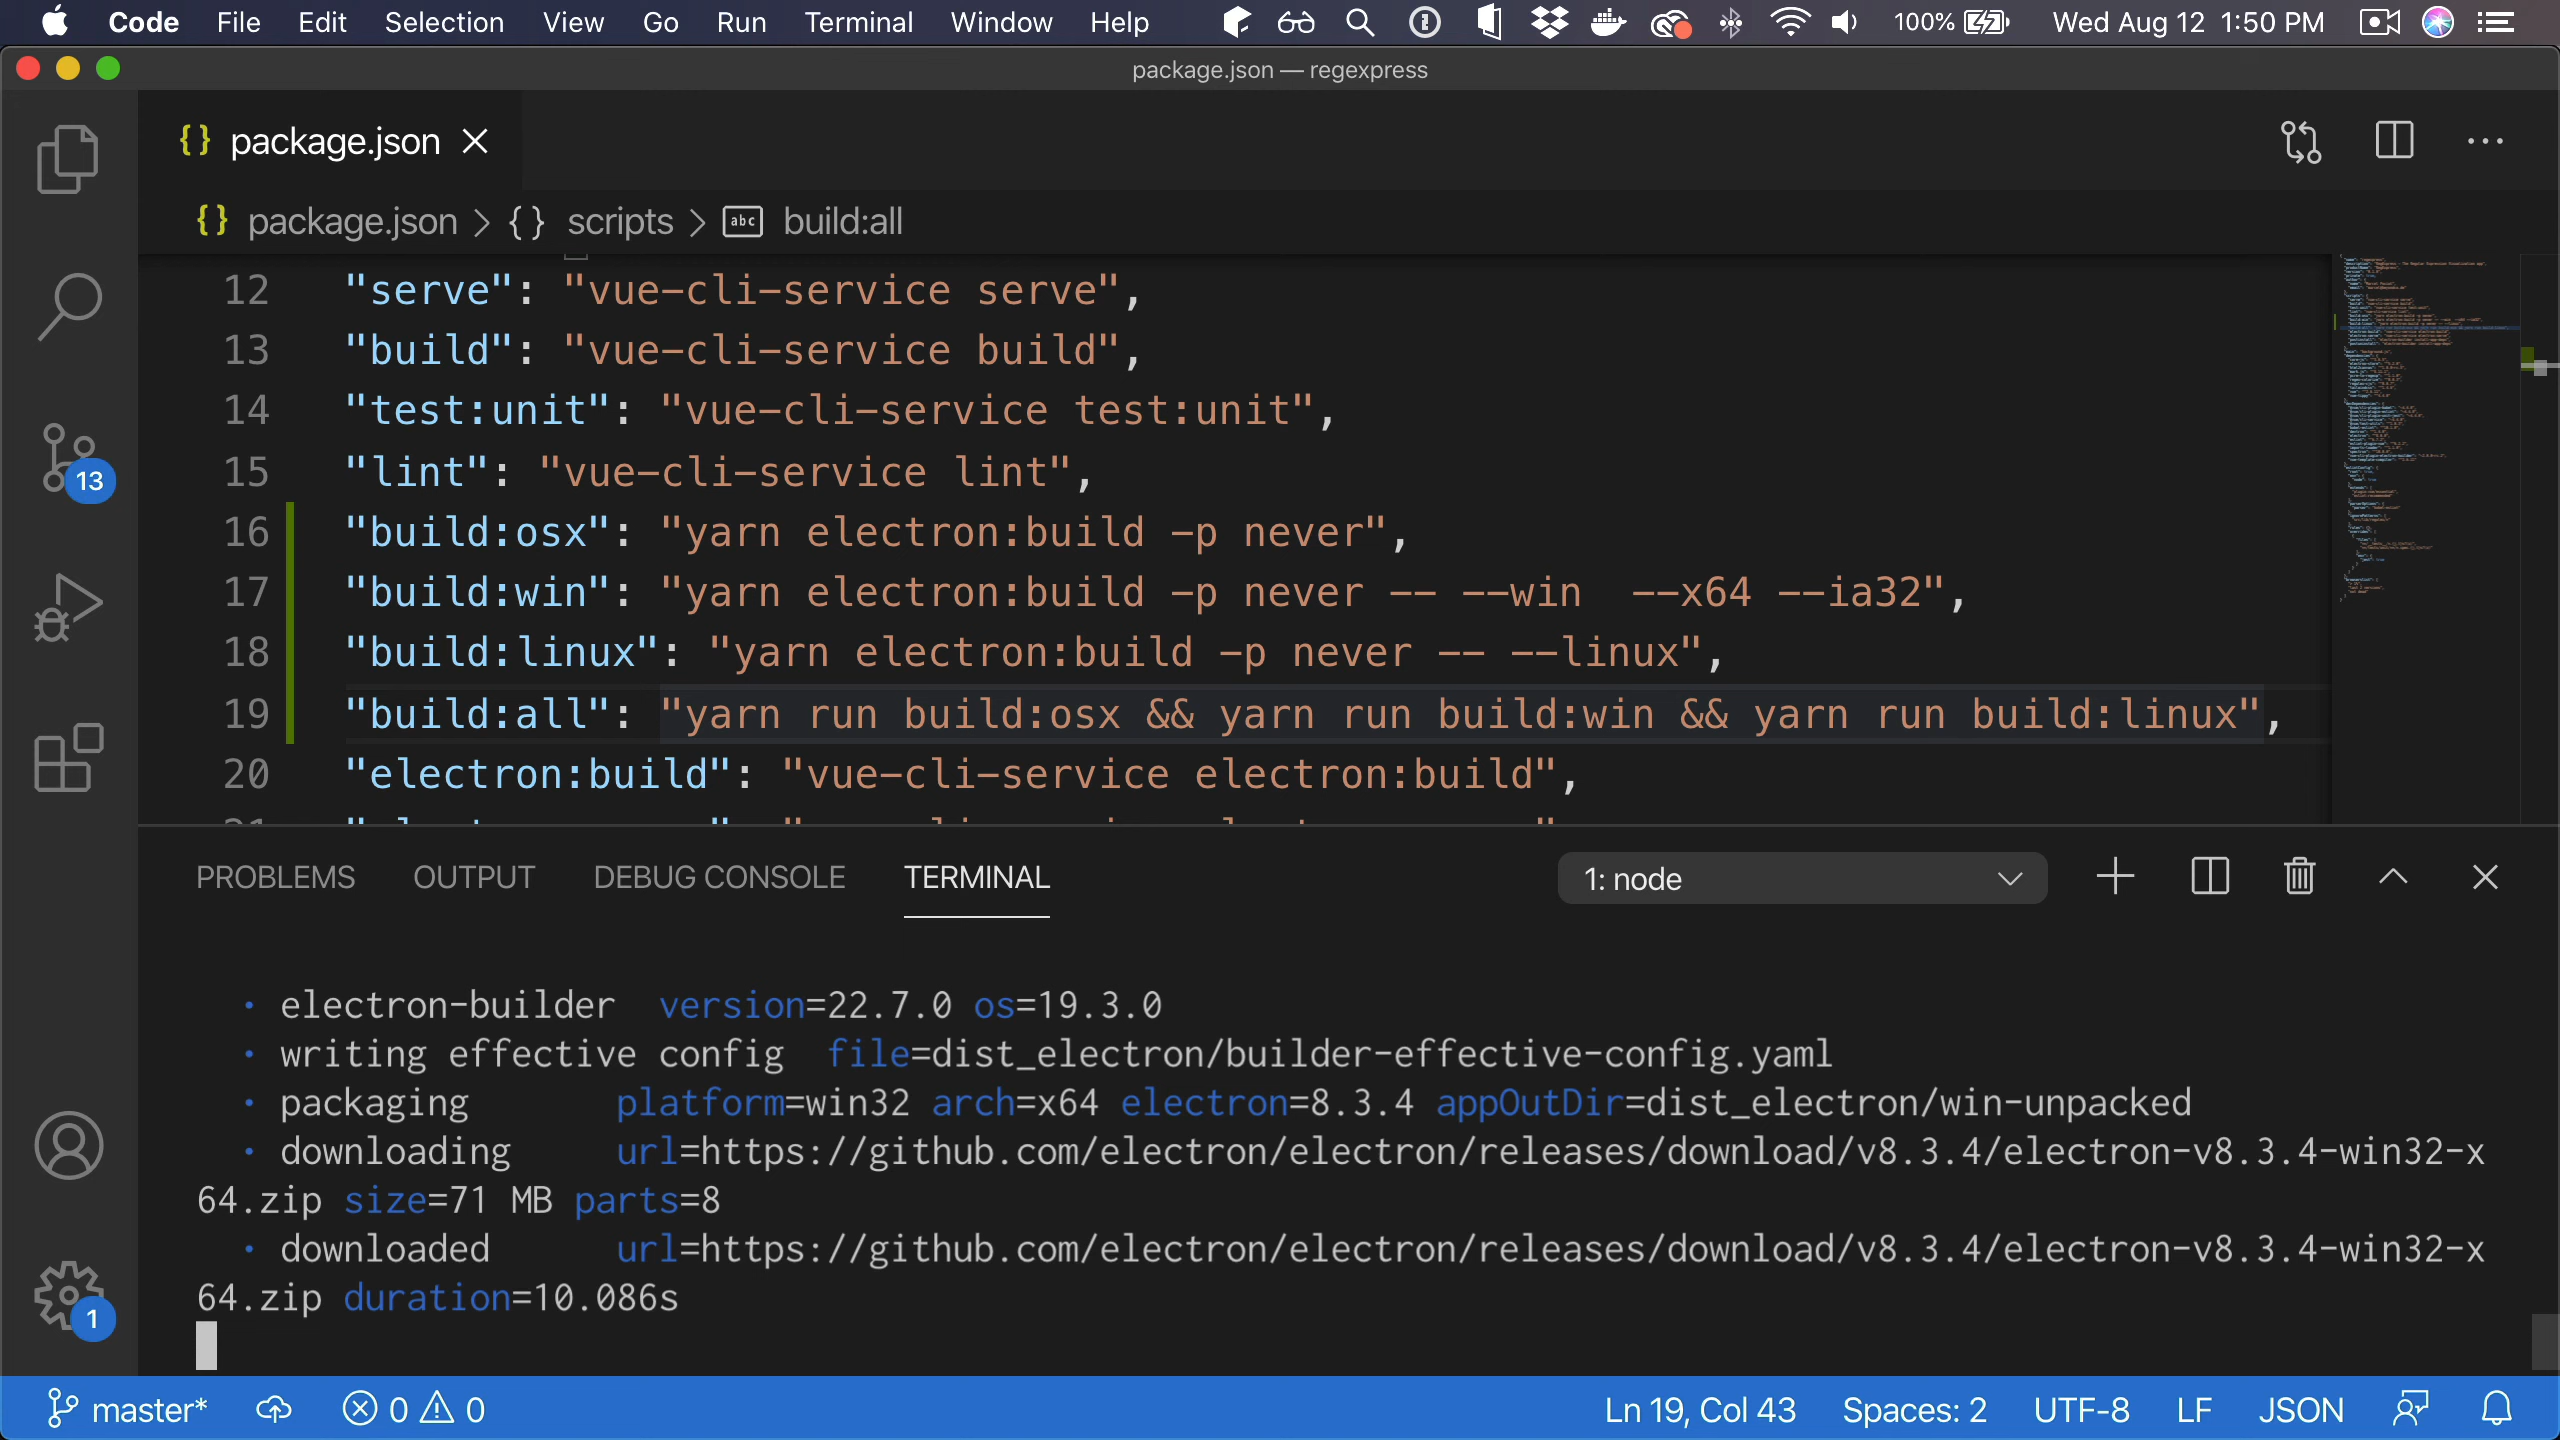 Code File Edit Selection View Go Run Terminal Window Help 100% Wed Aug 12 1:50 PM
package.json — regexpress
{} package.json
{} package.json > {} scripts > abc build:all
12 "serve": "vue-cli-service serve",
13 "build": "vue-cli-service build",
14 "test:unit": "vue-cli-service test:unit",
15 "lint": "vue-cli-service lint",
16 "build:osx": "yarn electron:build -p never",
17 "build:win": "yarn electron:build -p never -- --win  --x64 --ia32",
18 "build:linux": "yarn electron:build -p never -- --linux",
19 "build:all": "yarn run build:osx && yarn run build:win && yarn run build:linux",
20 "electron:build": "vue-cli-service electron:build",
13
1
PROBLEMS OUTPUT DEBUG CONSOLE TERMINAL 1: node
• electron-builder  version=22.7.0 os=19.3.0
• writing effective config  file=dist_electron/builder-effective-config.yaml
• packaging       platform=win32 arch=x64 electron=8.3.4 appOutDir=dist_electron/win-unpacked
• downloading     url=https://github.com/electron/electron/releases/download/v8.3.4/electron-v8.3.4-win32-x
64.zip size=71 MB parts=8
• downloaded      url=https://github.com/electron/electron/releases/download/v8.3.4/electron-v8.3.4-win32-x
64.zip duration=10.086s
master* 0 0 Ln 19, Col 43 Spaces: 2 UTF-8 LF JSON